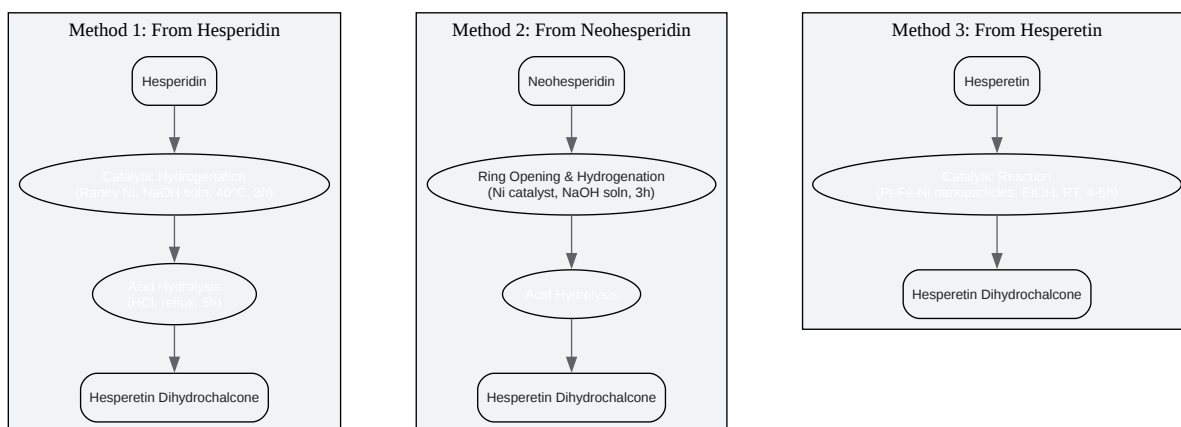 Method 1: From Hesperidin
Hesperidin
Catalytic Hydrogenation
(Raney Ni, NaOH soln, 40°C, 3h)
Acid Hydrolysis
(HCl, reflux, 5h)
Hesperetin Dihydrochalcone
Method 2: From Neohesperidin
Neohesperidin
Ring Opening & Hydrogenation
(Ni catalyst, NaOH soln, 3h)
Acid Hydrolysis
Hesperetin Dihydrochalcone
Method 3: From Hesperetin
Hesperetin
Catalytic Reaction
(Pt-Fe-Ni nanoparticles, EtOH, RT, 4-5h)
Hesperetin Dihydrochalcone